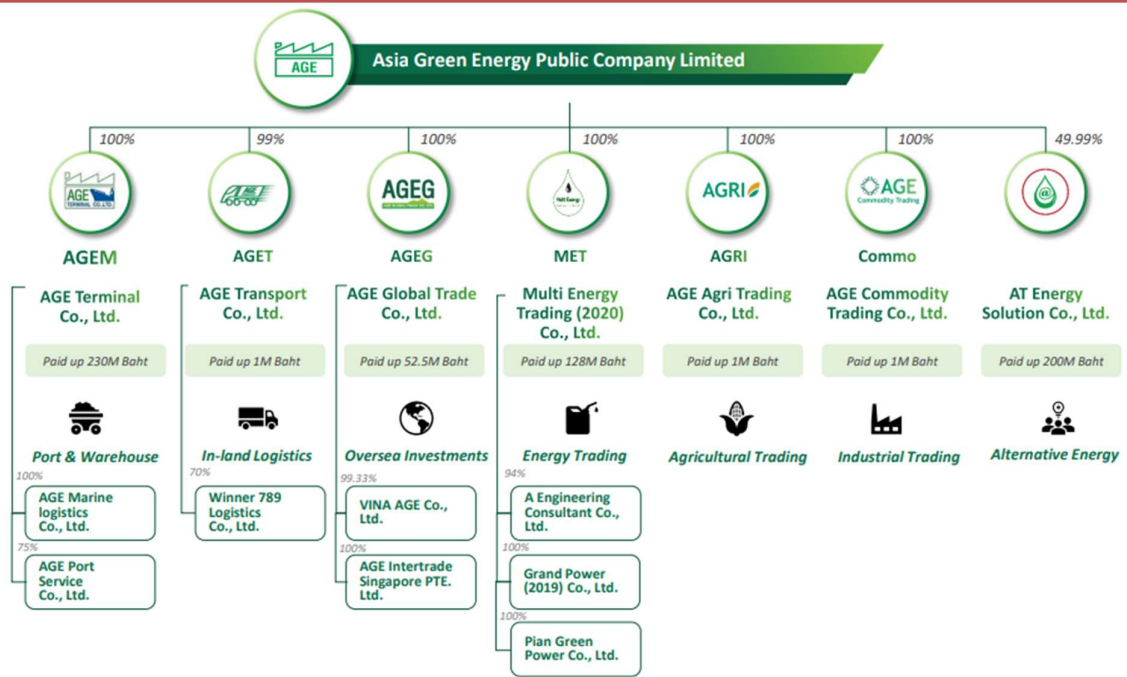 AGE
Asia Green Energy Public Company Limited
100%
99%
100%
100%
100%
100%
49.99%
AGE
TERMINAL CO.,LTD.
AGE
AGEG
AGRI
AGE
Commodity Trading
@
AGEM
AGET
AGEG
MET
AGRI
Commo
AGE Terminal
Co., Ltd.
AGE Transport
Co., Ltd.
AGE Global Trade
Co., Ltd.
Multi Energy
Trading (2020)
Co., Ltd.
AGE Agri Trading
Co., Ltd.
AGE Commodity
Trading Co., Ltd.
AT Energy
Solution Co., Ltd.
Paid up 230M Baht
Paid up 1M Baht
Paid up 52.5M Baht
Paid up 128M Baht
Paid up 1M Baht
Paid up 1M Baht
Paid up 200M Baht
Port & Warehouse
In-land Logistics
Oversea Investments
Energy Trading
Agricultural Trading
Industrial Trading
Alternative Energy
100%
AGE Marine
logistics
Co., Ltd.
75%
AGE Port
Service
Co., Ltd.
70%
Winner 789
Logistics
Co., Ltd.
99.33%
VINA AGE Co.,
Ltd.
100%
AGE Intertrade
Singapore PTE.
Ltd.
94%
A Engineering
Consultant Co.,
Ltd.
100%
Grand Power
(2019) Co., Ltd.
100%
Pian Green
Power Co., Ltd.